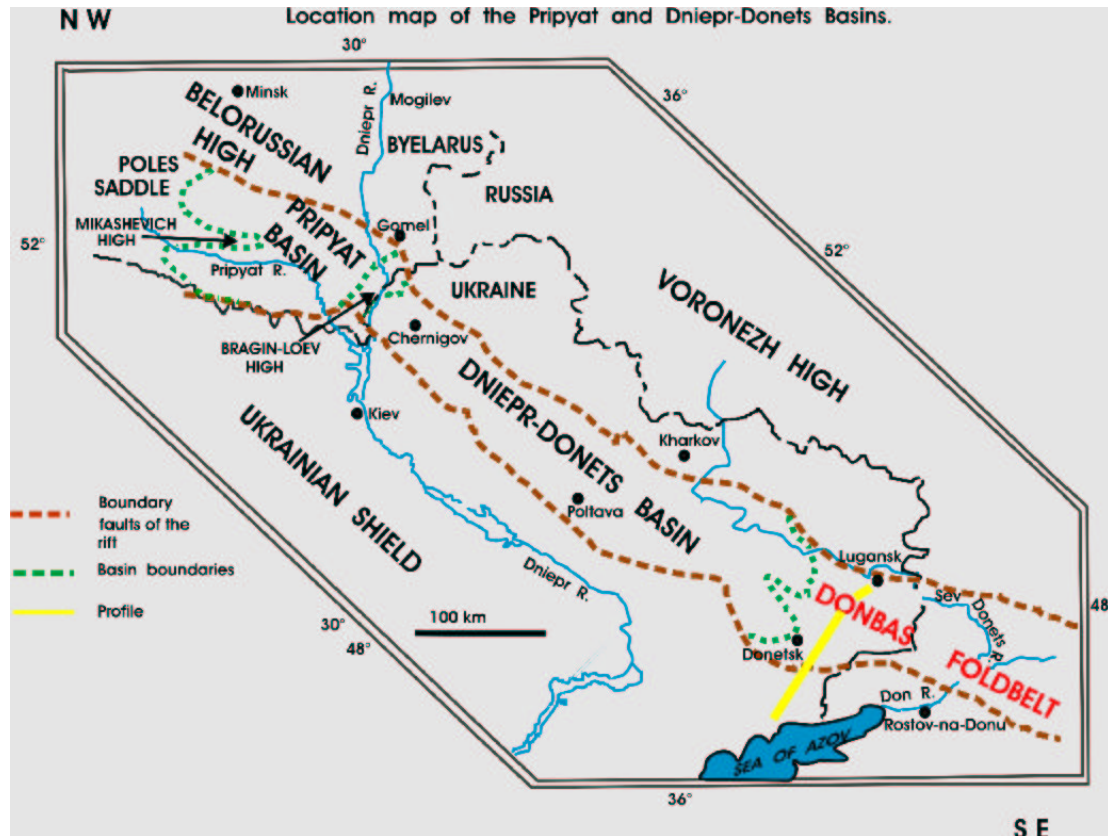 Location map of the Pripyat and Dniepr-Donets Basins.
N W
30°
36°
Minsk
Dniepr R.
Mogilev
BELORUSSIAN
HIGH
BYELARUS
POLES
SADDLE
RUSSIA
MIKASHEVICH
HIGH
PRIPYAT
BASIN
Gomel
52°
52°
Pripyat R.
UKRAINE
VORONEZH HIGH
BRAGIN-LOEV
HIGH
Chernigov
DNIEPR-DONETS
BASIN
Kiev
Kharkov
UKRAINIAN SHIELD
Poltava
Boundary
faults of the
rift
Basin boundaries
Profile
Lugansk
Dniepr R.
Sev Donets R.
48
DONBAS
FOLDBELT
100 km
30°
48°
Donetsk
Don R.
Rostov-na-Donu
SEA OF AZOV
36°
S E